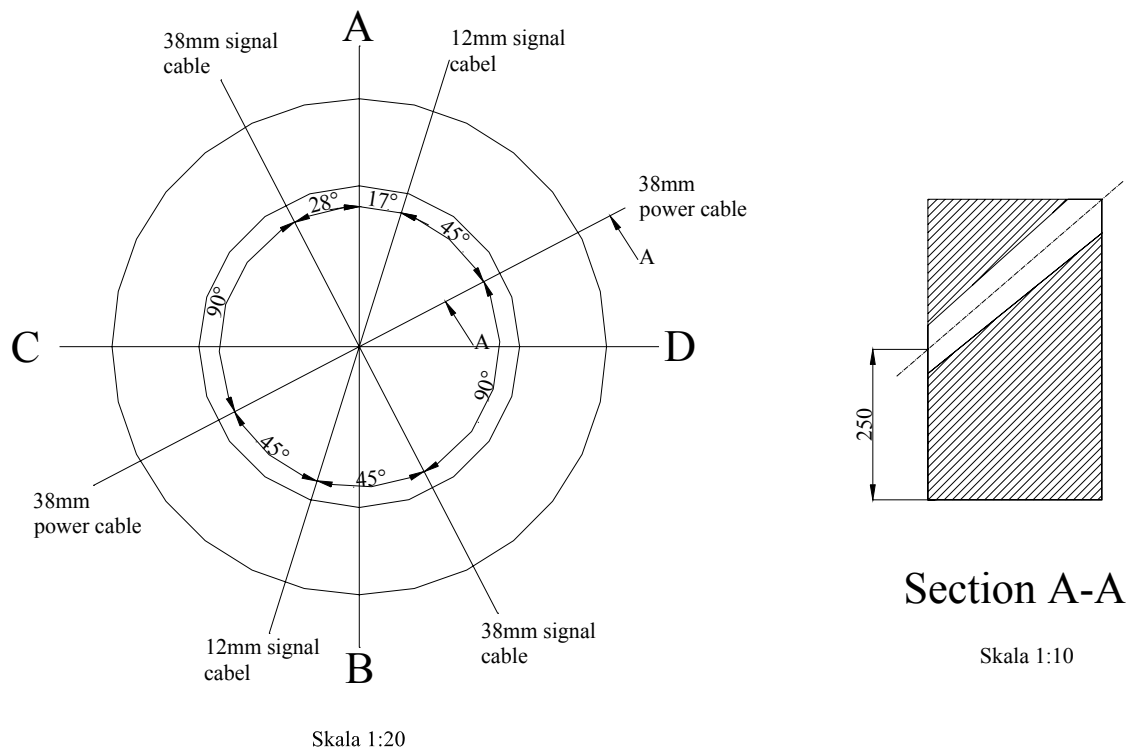 A
38mm signal
cable
12mm signal
cabel
38mm
power cable
A
28°
17°
45°
90°
A
C
D
90°
45°
45°
38mm
power cable
12mm signal
cabel
B
38mm signal
cable
Skala 1:20
250
Section A-A
Skala 1:10